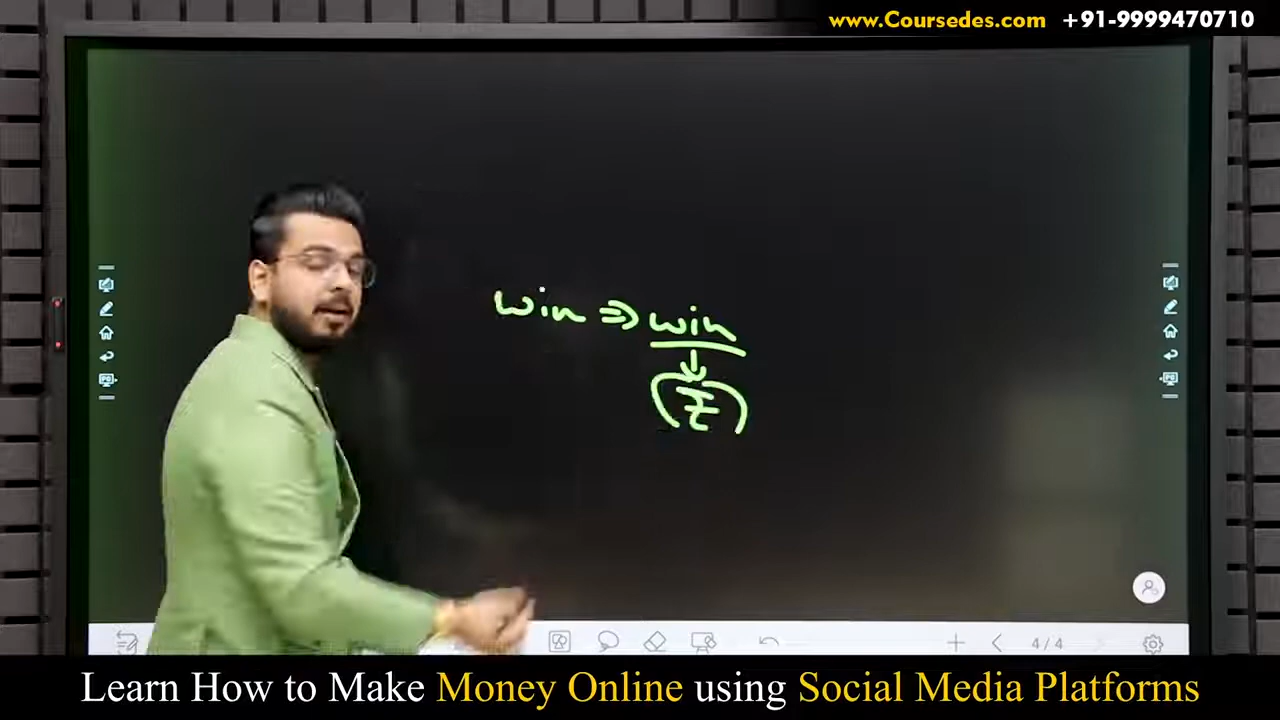 www.Coursedes.com +91-9999470710
win ⇒ win
↓
4 / 4
Learn How to Make Money Online using Social Media Platforms